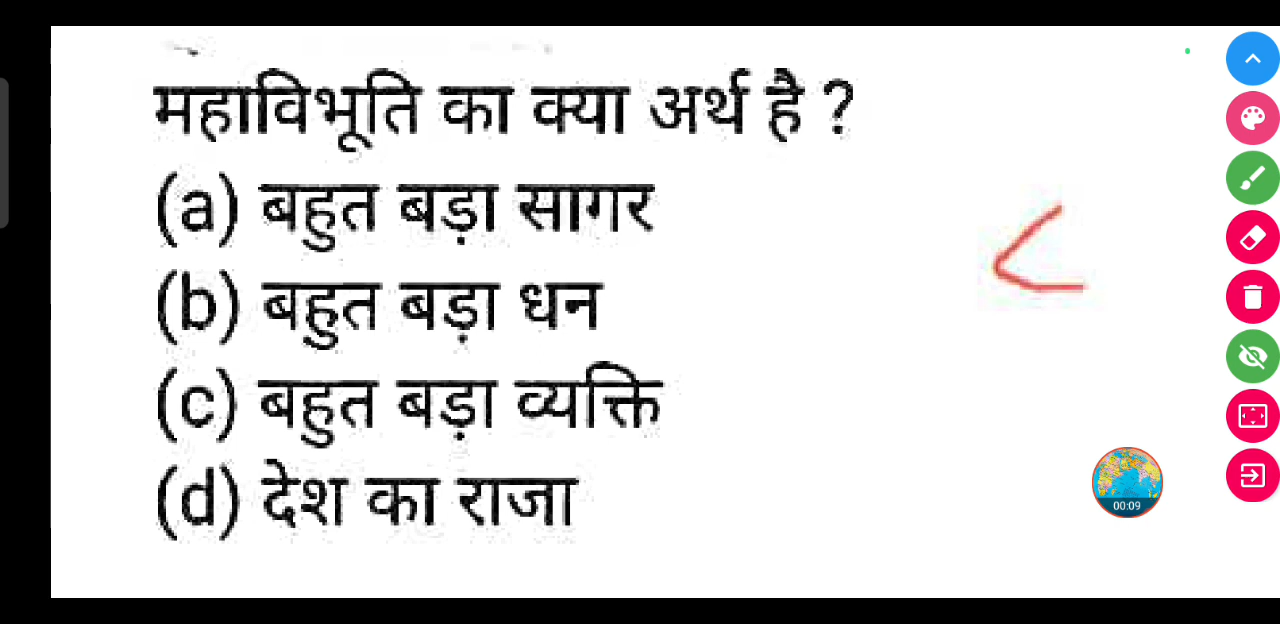 महाविभूति का क्या अर्थ है ?
(a) बहुत बड़ा सागर
(b) बहुत बड़ा धन
(c) बहुत बड़ा व्यक्ति
(d) देश का राजा
00:09